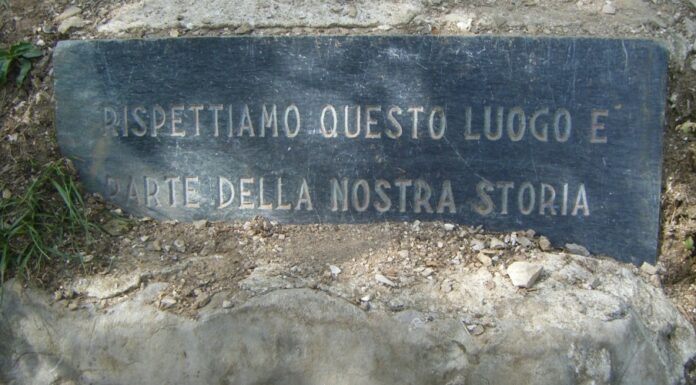 RISPETTIAMO QUESTO LUOGO E'
PARTE DELLA NOSTRA STORIA